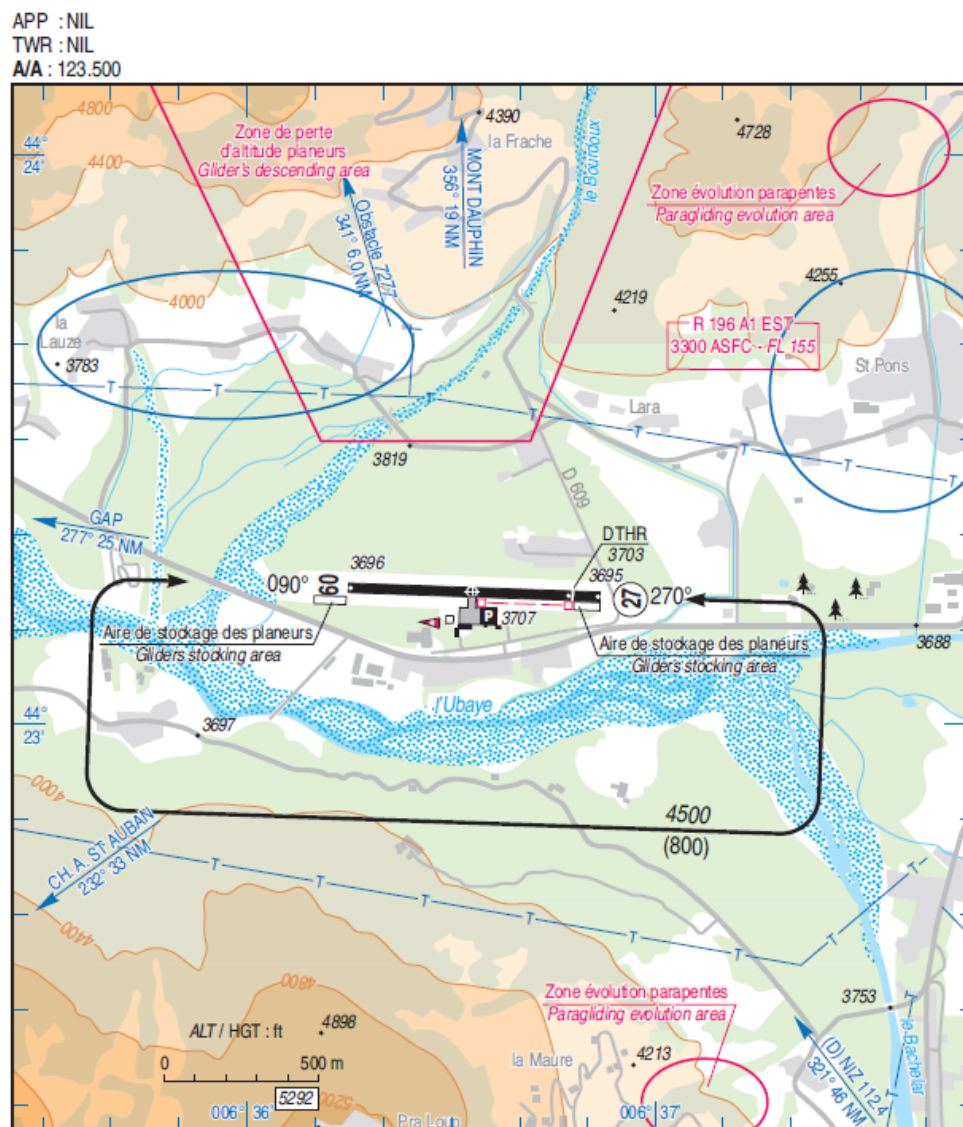 APP : NIL
TWR : NIL
A/A : 123.500
4800
4390
la Frache
le Bourdoux
4728
44°
24'
Zone de perte
d'altitude planeurs
Glider's descending area
4400
MONT DAUPHIN
356° 19 NM
Zone évolution parapentes
Paragliding evolution area
Obstacle 7277
341° 6.0 NM
4255
4000
4219
la
Lauze
3783
R 196 A1 EST
3300 ASFC - FL 155
St Pons
T
T
T
T
T
T
T
Lara
3819
D 609
GAP
277° 25 NM
DTHR
3703
3696
3695
090°
09
27
270°
P
3707
Aire de stockage des planeurs
Gliders stocking area
Aire de stockage des planeurs
Gliders stocking area
3688
l'Ubaye
44°
23'
3697
4000
4500
(800)
CH. A. ST AUBAN
232° 33 NM
T
T
T
T
T
T
T
4400
4800
Zone évolution parapentes
Paragliding evolution area
3753
T
le Bachelar
ALT / HGT : ft
4898
(D) NIZ 112.4
321° 46 NM
0
500 m
la Maure
4213
5292
5200
006° 36'
006° 37'
Pra Loup
T